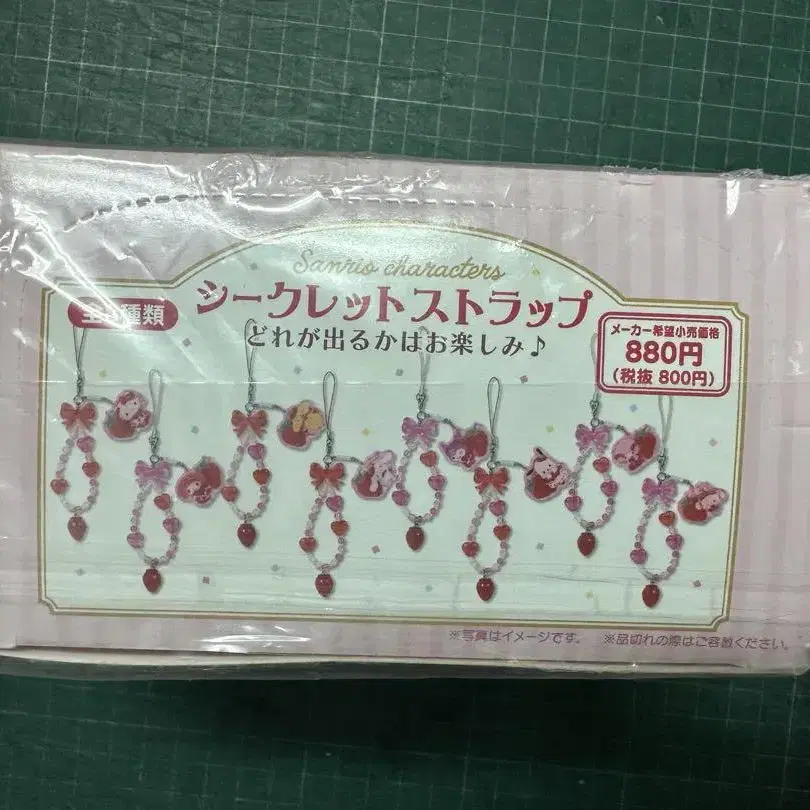 Sanrio characters
種類
シークレットストラップ
どれが出るかはお楽しみ♪
メーカー希望小売価格
880円
(税抜 800円)
※写真はイメージです。 ※品切れの際はご容赦ください。